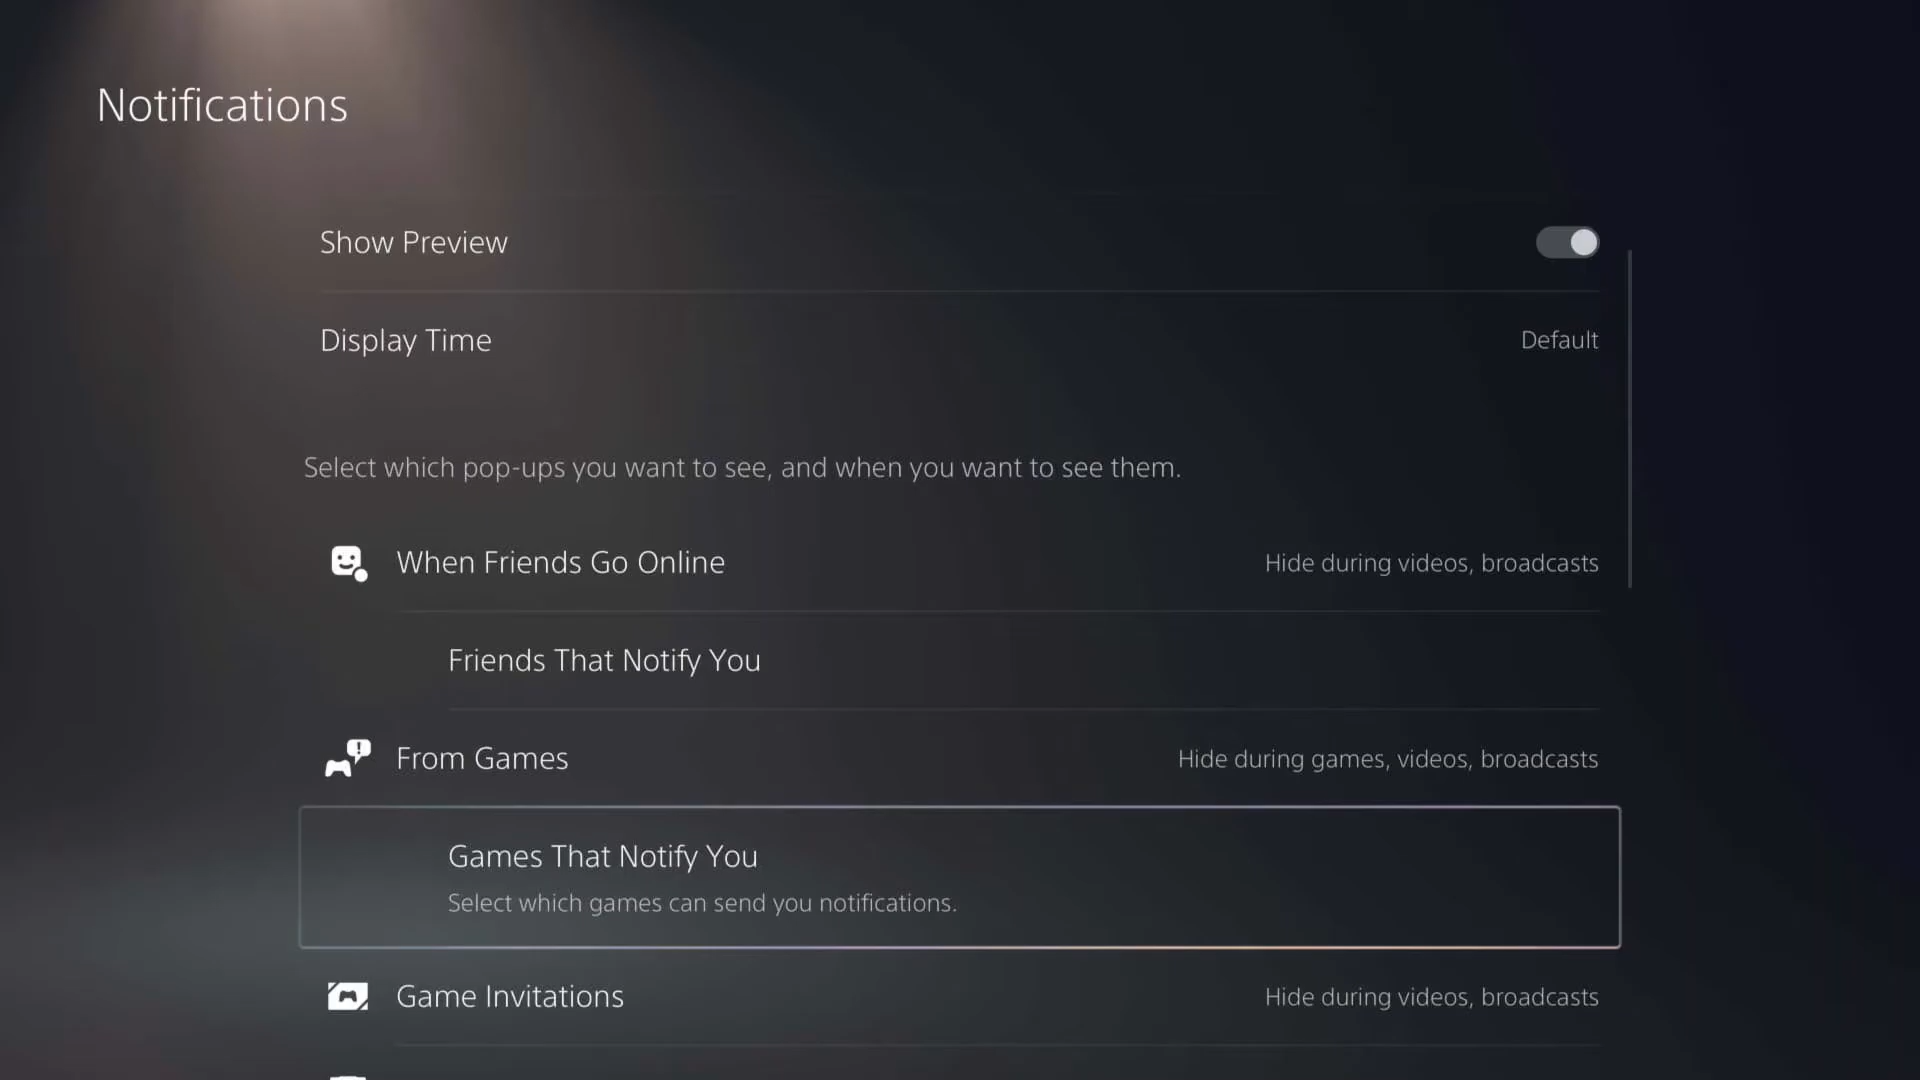 Notifications
Show Preview
Display Time Default
Select which pop-ups you want to see, and when you want to see them.
When Friends Go Online Hide during videos, broadcasts
Friends That Notify You
From Games Hide during games, videos, broadcasts
Games That Notify You
Select which games can send you notifications.
Game Invitations Hide during videos, broadcasts